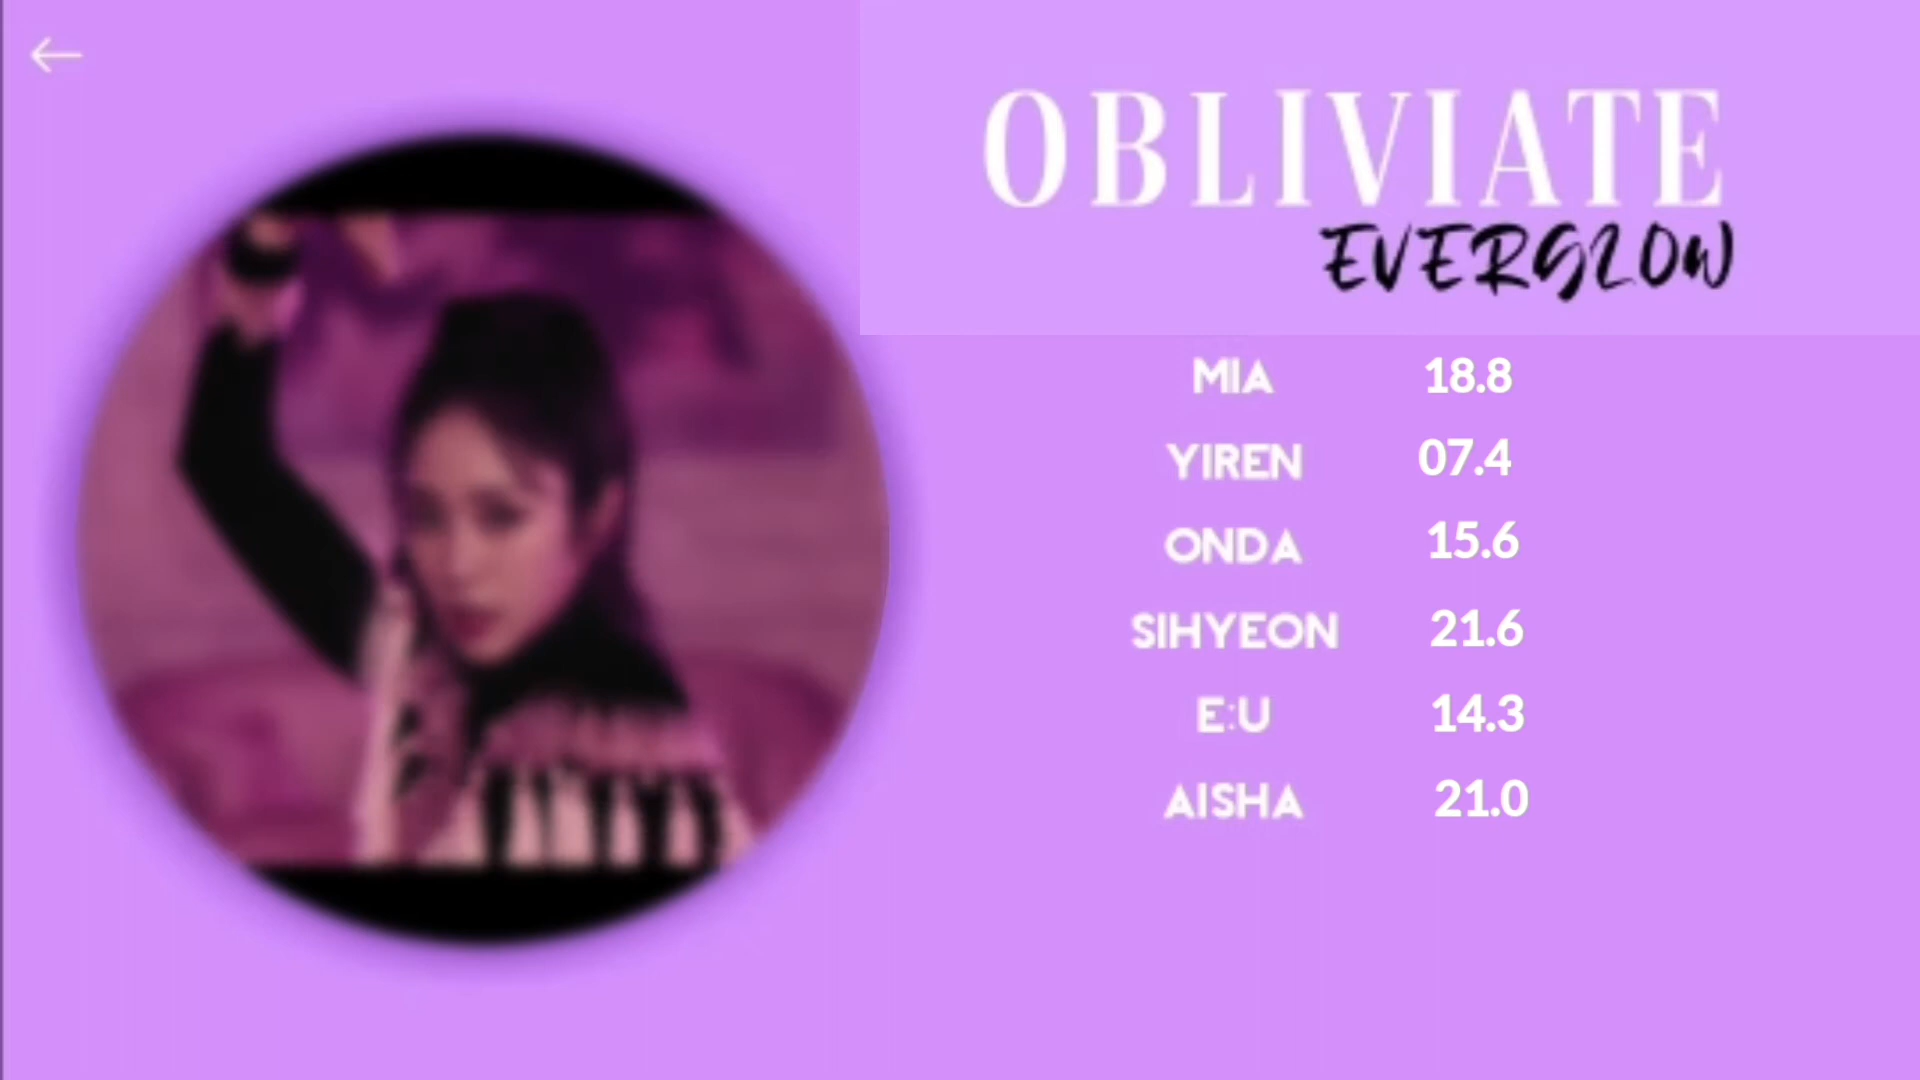 OBLIVIATE
EVERGLOW
MIA 18.8
YIREN 07.4
ONDA 15.6
SIHYEON 21.6
E:U 14.3
AISHA 21.0